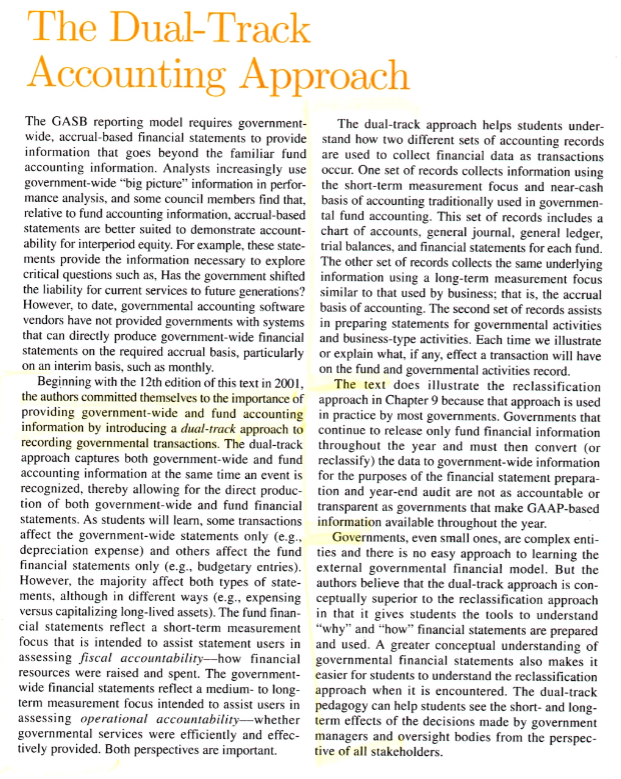 The Dual-Track
Accounting Approach
The GASB reporting model requires government-
wide, accrual-based financial statements to provide
information that goes beyond the familiar fund
accounting information. Analysts increasingly use
government-wide “big picture” information in perfor-
mance analysis, and some council members find that,
relative to fund accounting information, accrual-based
statements are better suited to demonstrate account-
ability for interperiod equity. For example, these state-
ments provide the information necessary to explore
critical questions such as, Has the government shifted
the liability for current services to future generations?
However, to date, governmental accounting software
vendors have not provided governments with systems
that can directly produce government-wide financial
statements on the required accrual basis, particularly
on an interim basis, such as monthly.
Beginning with the 12th edition of this text in 2001,
the authors committed themselves to the importance of
providing government-wide and fund accounting
information by introducing a dual-track approach to
recording governmental transactions. The dual-track
approach captures both government-wide and fund
accounting information at the same time an event is
recognized, thereby allowing for the direct produc-
tion of both government-wide and fund financial
statements. As students will learn, some transactions
affect the government-wide statements only (e.g.,
depreciation expense) and others affect the fund
financial statements only (e.g., budgetary entries).
However, the majority affect both types of state-
ments, although in different ways (e.g., expensing
versus capitalizing long-lived assets). The fund finan-
cial statements reflect a short-term measurement
focus that is intended to assist statement users in
assessing fiscal accountability—how financial
resources were raised and spent. The government-
wide financial statements reflect a medium- to long-
term measurement focus intended to assist users in
assessing operational accountability—whether
governmental services were efficiently and effec-
tively provided. Both perspectives are important.
The dual-track approach helps students under-
stand how two different sets of accounting records
are used to collect financial data as transactions
occur. One set of records collects information using
the short-term measurement focus and near-cash
basis of accounting traditionally used in governmen-
tal fund accounting. This set of records includes a
chart of accounts, general journal, general ledger,
trial balances, and financial statements for each fund.
The other set of records collects the same underlying
information using a long-term measurement focus
similar to that used by business; that is, the accrual
basis of accounting. The second set of records assists
in preparing statements for governmental activities
and business-type activities. Each time we illustrate
or explain what, if any, effect a transaction will have
on the fund and governmental activities record.
The text does illustrate the reclassification
approach in Chapter 9 because that approach is used
in practice by most governments. Governments that
continue to release only fund financial information
throughout the year and must then convert (or
reclassify) the data to government-wide information
for the purposes of the financial statement prepara-
tion and year-end audit are not as accountable or
transparent as governments that make GAAP-based
information available throughout the year.
Governments, even small ones, are complex enti-
ties and there is no easy approach to learning the
external governmental financial model. But the
authors believe that the dual-track approach is con-
ceptually superior to the reclassification approach
in that it gives students the tools to understand
“why” and “how” financial statements are prepared
and used. A greater conceptual understanding of
governmental financial statements also makes it
easier for students to understand the reclassification
approach when it is encountered. The dual-track
pedagogy can help students see the short- and long-
term effects of the decisions made by government
managers and oversight bodies from the perspec-
tive of all stakeholders.